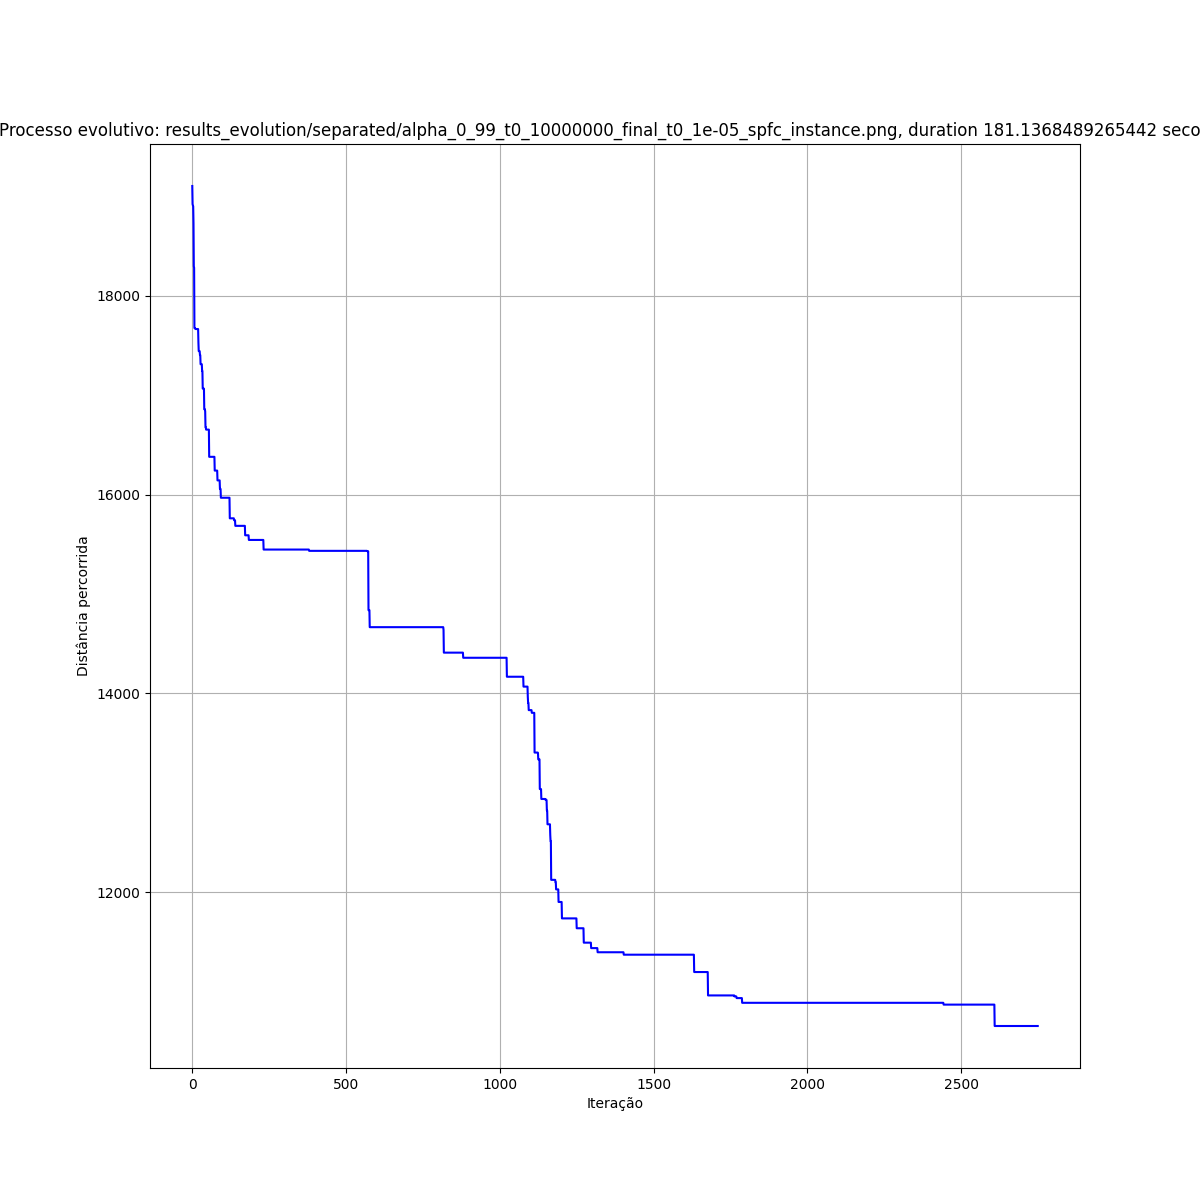 Processo evolutivo: results_evolution/separated/alpha_0_99_t0_10000000_final_t0_1e-05_spfc_instance.png, duration 181.1368489265442 seco
18000
16000
14000
12000
Distância percorrida
0 500 1000 1500 2000 2500
Iteração